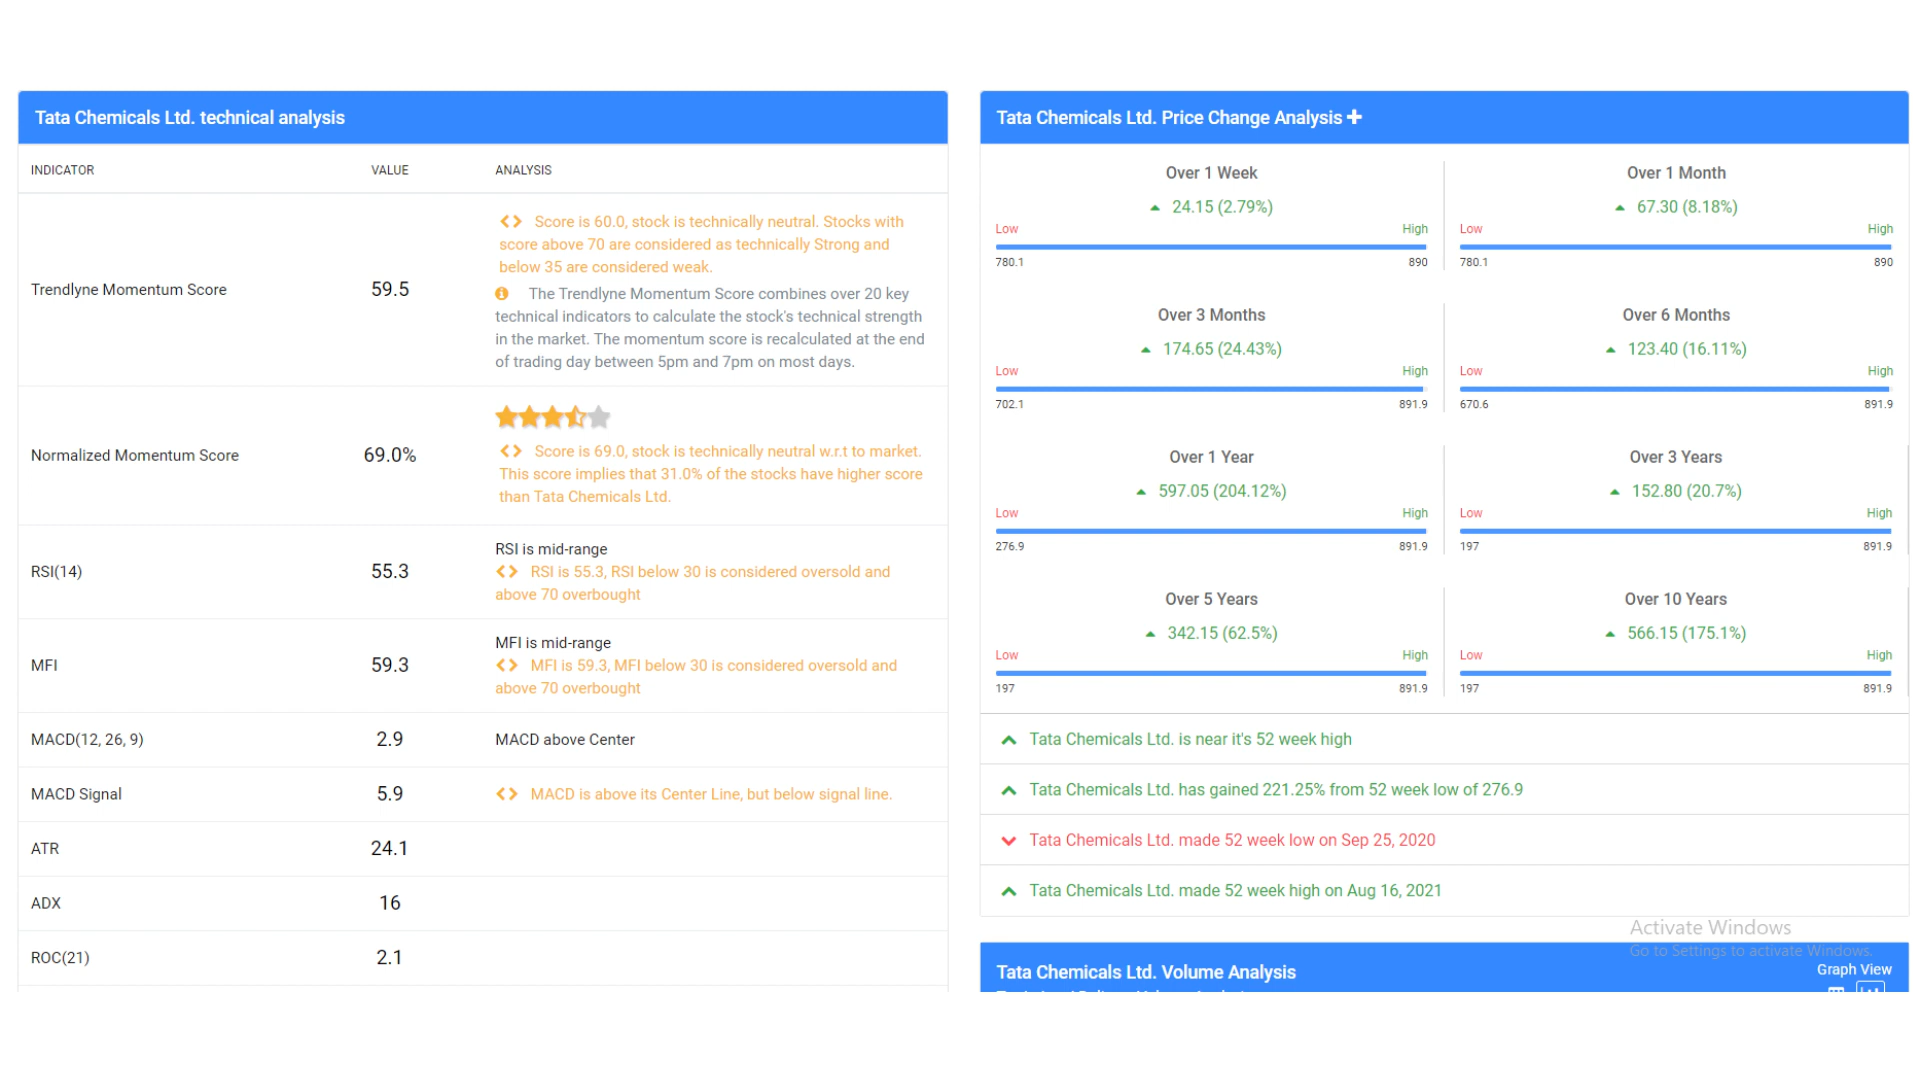 Tata Chemicals Ltd. technical analysis
INDICATOR VALUE ANALYSIS
Trendlyne Momentum Score 59.5
<> Score is 60.0, stock is technically neutral. Stocks with
score above 70 are considered as technically Strong and
below 35 are considered weak.
The Trendlyne Momentum Score combines over 20 key
technical indicators to calculate the stock's technical strength
in the market. The momentum score is recalculated at the end
of trading day between 5pm and 7pm on most days.
Normalized Momentum Score 69.0%
<> Score is 69.0, stock is technically neutral w.r.t to market.
This score implies that 31.0% of the stocks have higher score
than Tata Chemicals Ltd.
RSI(14) 55.3
RSI is mid-range
<> RSI is 55.3, RSI below 30 is considered oversold and
above 70 overbought
MFI 59.3
MFI is mid-range
<> MFI is 59.3, MFI below 30 is considered oversold and
above 70 overbought
MACD(12, 26, 9) 2.9 MACD above Center
MACD Signal 5.9 <> MACD is above its Center Line, but below signal line.
ATR 24.1
ADX 16
ROC(21) 2.1
Tata Chemicals Ltd. Price Change Analysis +
Over 1 Week
24.15 (2.79%)
Low High
780.1 890
Over 1 Month
67.30 (8.18%)
Low High
780.1 890
Over 3 Months
174.65 (24.43%)
Low High
702.1 891.9
Over 6 Months
123.40 (16.11%)
Low High
670.6 891.9
Over 1 Year
597.05 (204.12%)
Low High
276.9 891.9
Over 3 Years
152.80 (20.7%)
Low High
197 891.9
Over 5 Years
342.15 (62.5%)
Low High
197 891.9
Over 10 Years
566.15 (175.1%)
Low High
197 891.9
Tata Chemicals Ltd. is near it's 52 week high
Tata Chemicals Ltd. has gained 221.25% from 52 week low of 276.9
Tata Chemicals Ltd. made 52 week low on Sep 25, 2020
Tata Chemicals Ltd. made 52 week high on Aug 16, 2021
Activate Windows
Go to Settings to activate Windows.
Tata Chemicals Ltd. Volume Analysis
Graph View